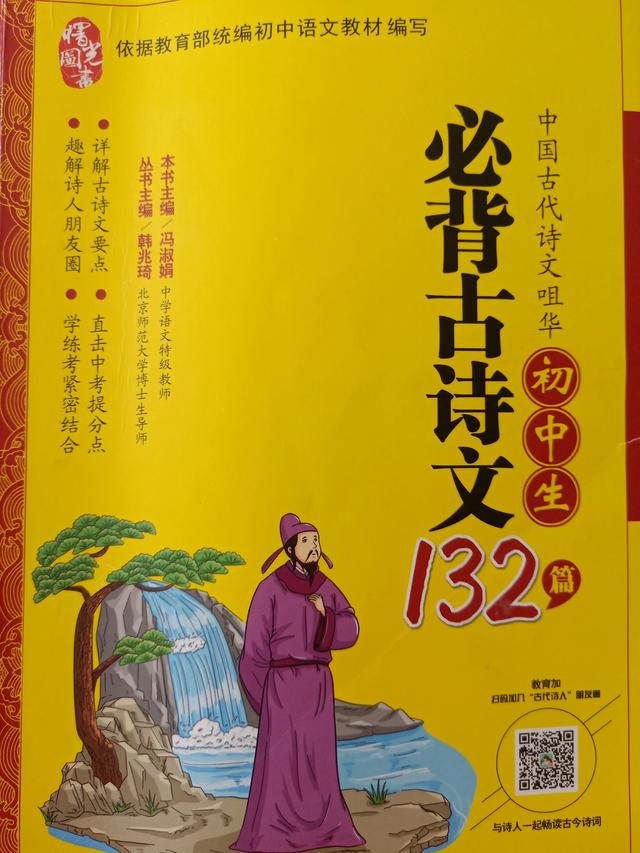 曙光圖書
依据教育部统编初中语文教材 编写
中国古代诗文咀华
初中生
必背古诗文
132篇
本书主编/冯淑娟 中学语文特级教师
丛书主编/韩兆琦 北京师范大学博士生导师
详解古诗文要点
直击中考提分点
趣解诗人朋友圈
学练考紧密结合
教育加
扫码加入“古代诗人”朋友圈
与诗人一起畅读古今诗词